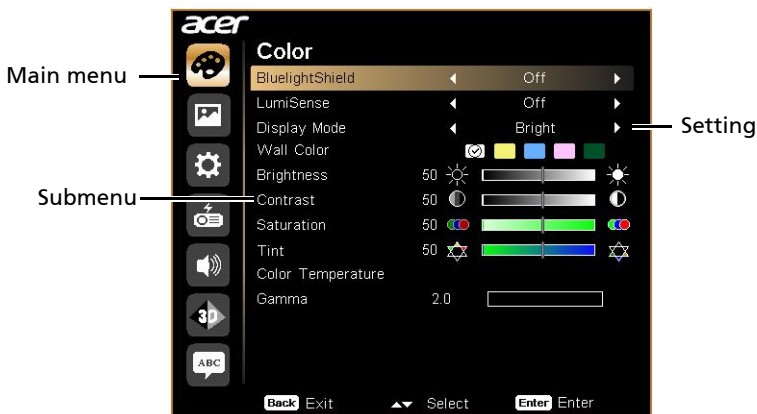 acer
Color
Main menu
BluelightShield Off
LumiSense Off
Display Mode Bright
Setting
Wall Color
Brightness 50
Submenu
Contrast 50
Saturation 50
Tint 50
Color Temperature
Gamma 2.0
3D
ABC
Back Exit Select Enter Enter